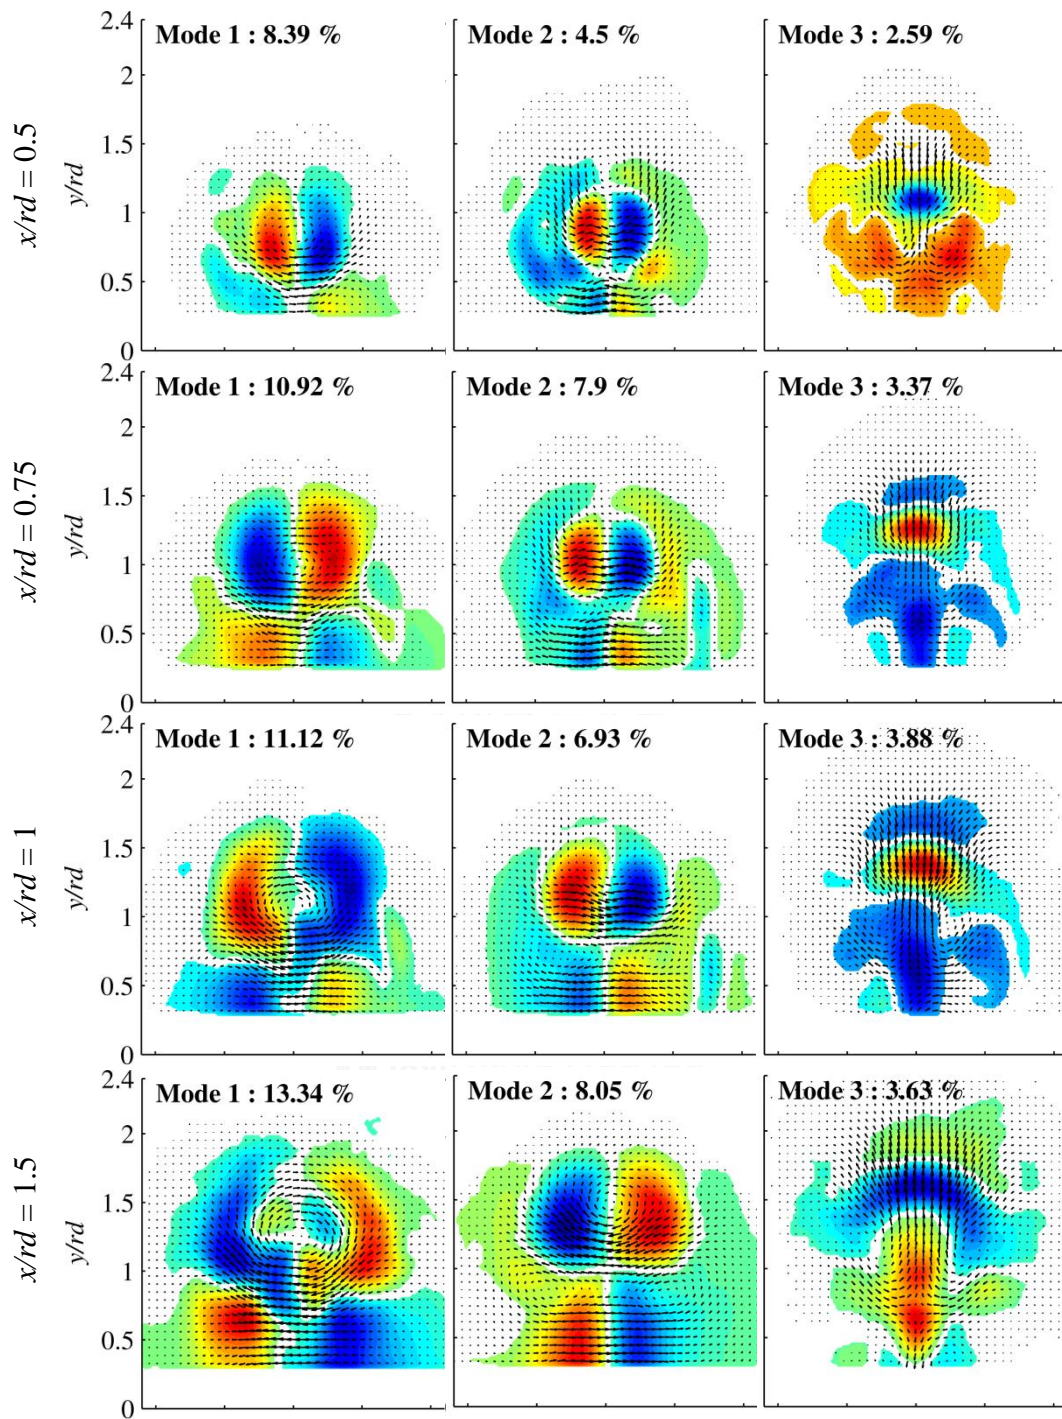 2.4
Mode 1 : 8.39 %
Mode 2 : 4.5 %
Mode 3 : 2.59 %
2
1.5
x/rd = 0.5
y/rd
1
0.5
0
2.4
Mode 1 : 10.92 %
Mode 2 : 7.9 %
Mode 3 : 3.37 %
2
1.5
x/rd = 0.75
y/rd
1
0.5
0
2.4
Mode 1 : 11.12 %
Mode 2 : 6.93 %
Mode 3 : 3.88 %
2
1.5
x/rd = 1
y/rd
1
0.5
0
2.4
Mode 1 : 13.34 %
Mode 2 : 8.05 %
Mode 3 : 3.63 %
2
1.5
x/rd = 1.5
y/rd
1
0.5
0